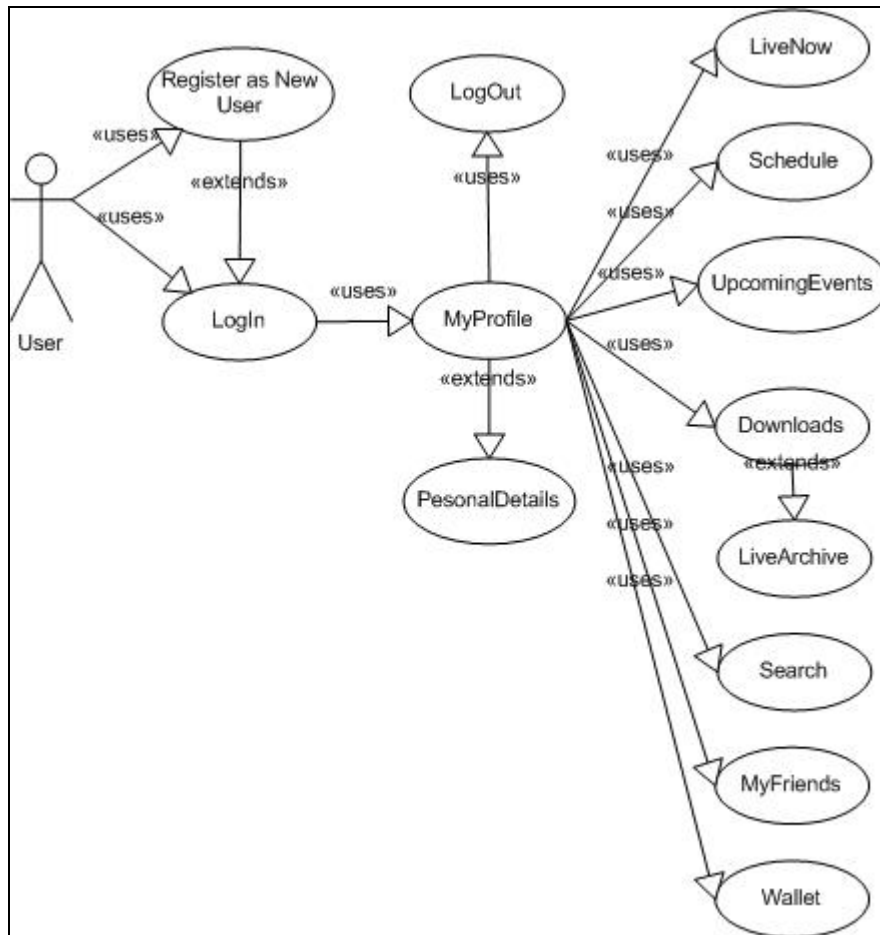 Register as New
User
«uses»
«extends»
«uses»
User
LogIn
«uses»
LogOut
«uses»
MyProfile
«extends»
PesonalDetails
«uses»
LiveNow
«uses»
Schedule
«uses»
UpcomingEvents
«uses»
Downloads
«extends»
LiveArchive
«uses»
Search
«uses»
MyFriends
«uses»
Wallet